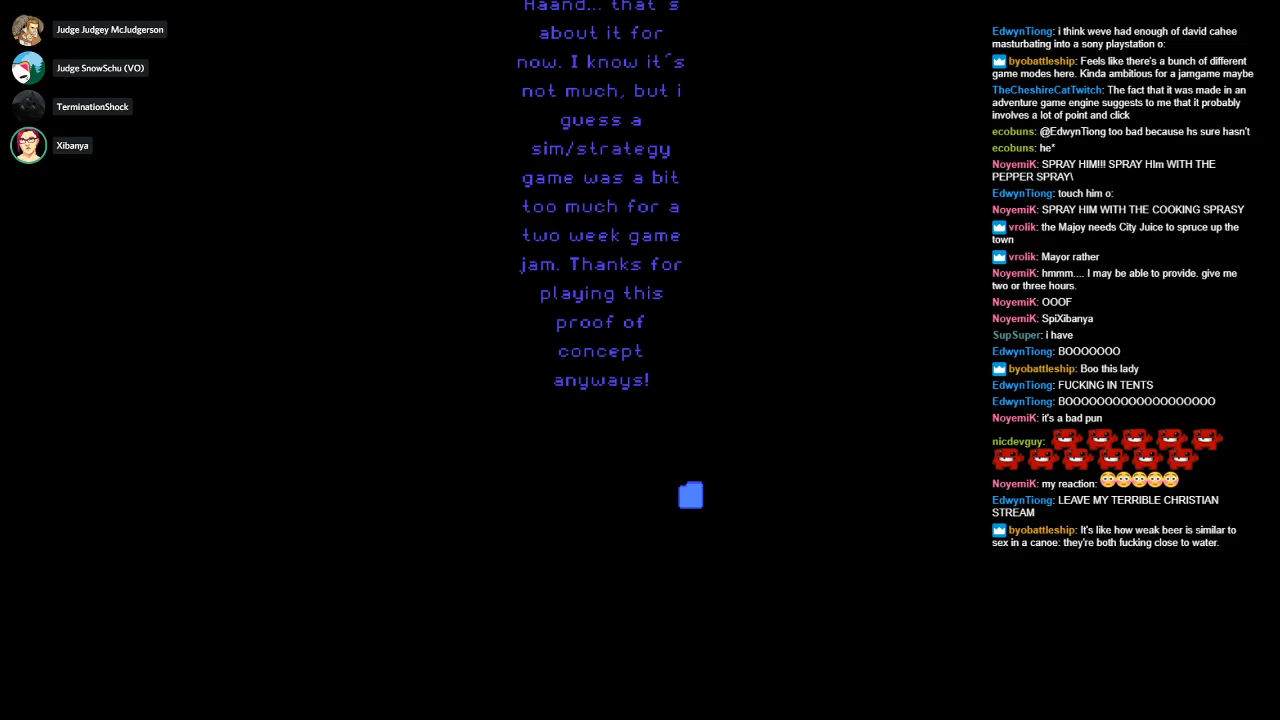 Judge Judgey McJudgerson
Judge SnowSchu (VO)
TerminationShock
Xibanya
Haand... that´s
about it for
now. I know it´s
not much, but i
guess a
sim/strategy
game was a bit
too much for a
two week game
jam. Thanks for
playing this
proof of
concept
anyways!
EdwynTiong: i think weve had enough of david cahee
masturbating into a sony playstation o:
byobattleship: Feels like there's a bunch of different
game modes here. Kinda ambitious for a jamgame maybe
TheCheshireCatTwitch: The fact that it was made in an
adventure game engine suggests to me that it probably
involves a lot of point and click
ecobuns: @EdwynTiong too bad because hs sure hasn't
ecobuns: he*
NoyemiK: SPRAY HIM!!! SPRAY HIm WITH THE
PEPPER SPRAY\
EdwynTiong: touch him o:
NoyemiK: SPRAY HIM WITH THE COOKING SPRASY
vrolik: the Majoy needs City Juice to spruce up the
town
vrolik: Mayor rather
NoyemiK: hmmm.... I may be able to provide. give me
two or three hours.
NoyemiK: OOOF
NoyemiK: SpiXibanya
SupSuper: i have
EdwynTiong: BOOOOOOO
byobattleship: Boo this lady
EdwynTiong: FUCKING IN TENTS
EdwynTiong: BOOOOOOOOOOOOOOOOOOO
NoyemiK: it's a bad pun
nicdevguy:
NoyemiK: my reaction:
EdwynTiong: LEAVE MY TERRIBLE CHRISTIAN
STREAM
byobattleship: It's like how weak beer is similar to
sex in a canoe: they're both fucking close to water.